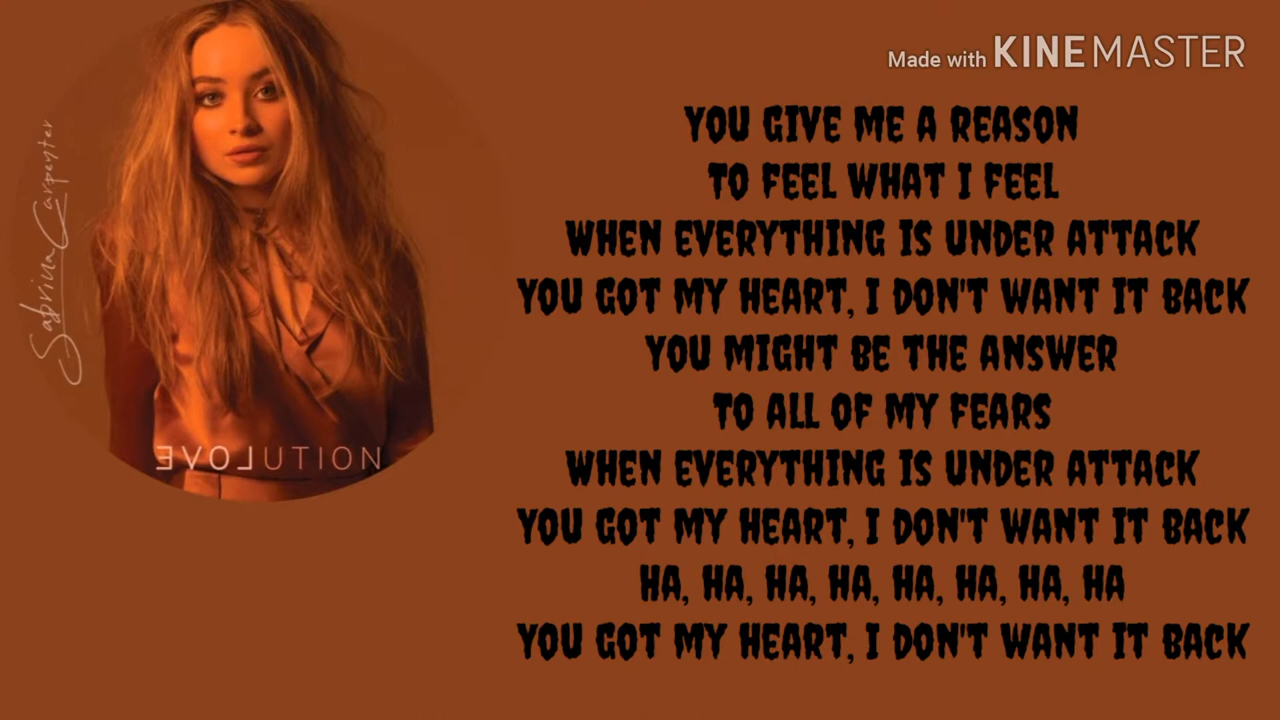 Made with KINEMASTER
Sabrina Carpenter
EVOLUTION
YOU GIVE ME A REASON
TO FEEL WHAT I FEEL
WHEN EVERYTHING IS UNDER ATTACK
YOU GOT MY HEART, I DON'T WANT IT BACK
YOU MIGHT BE THE ANSWER
TO ALL OF MY FEARS
WHEN EVERYTHING IS UNDER ATTACK
YOU GOT MY HEART, I DON'T WANT IT BACK
HA, HA, HA, HA, HA, HA, HA, HA
YOU GOT MY HEART, I DON'T WANT IT BACK